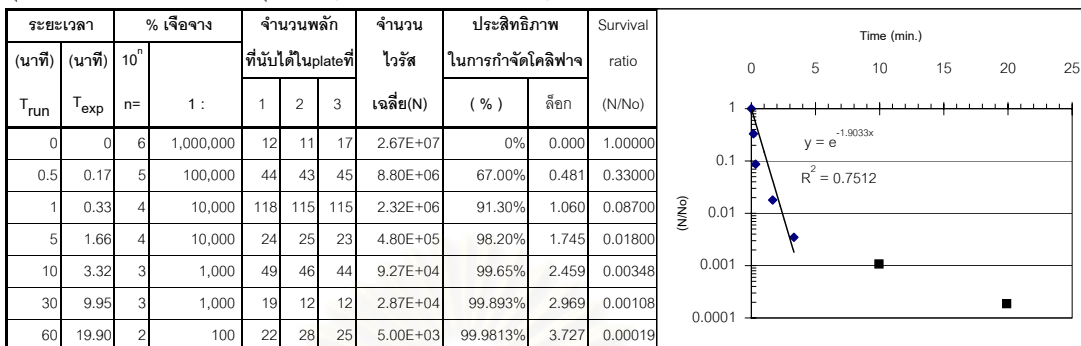 ระยะเวลา % เจือจาง จำนวนพลัก จำนวน ประสิทธิภาพ Survival
(นาที) (นาที) 10^n ที่นับได้ในplateที่ ไวรัส ในการกำจัดโคลิฟาจ ratio
T_run T_exp n= 1 : 1 2 3 เฉลี่ย(N) ( % ) ล็อก (N/No)
0 0 6 1,000,000 12 11 17 2.67E+07 0% 0.000 1.00000
0.5 0.17 5 100,000 44 43 45 8.80E+06 67.00% 0.481 0.33000
1 0.33 4 10,000 118 115 115 2.32E+06 91.30% 1.060 0.08700
5 1.66 4 10,000 24 25 23 4.80E+05 98.20% 1.745 0.01800
10 3.32 3 1,000 49 46 44 9.27E+04 99.65% 2.459 0.00348
30 9.95 3 1,000 19 12 12 2.87E+04 99.893% 2.969 0.00108
60 19.90 2 100 22 28 25 5.00E+03 99.9813% 3.727 0.00019
Time (min.)
0 5 10 15 20 25
1
0.1
0.01
0.001
0.0001
(N/No)
y = e^-1.9033x
R^2 = 0.7512